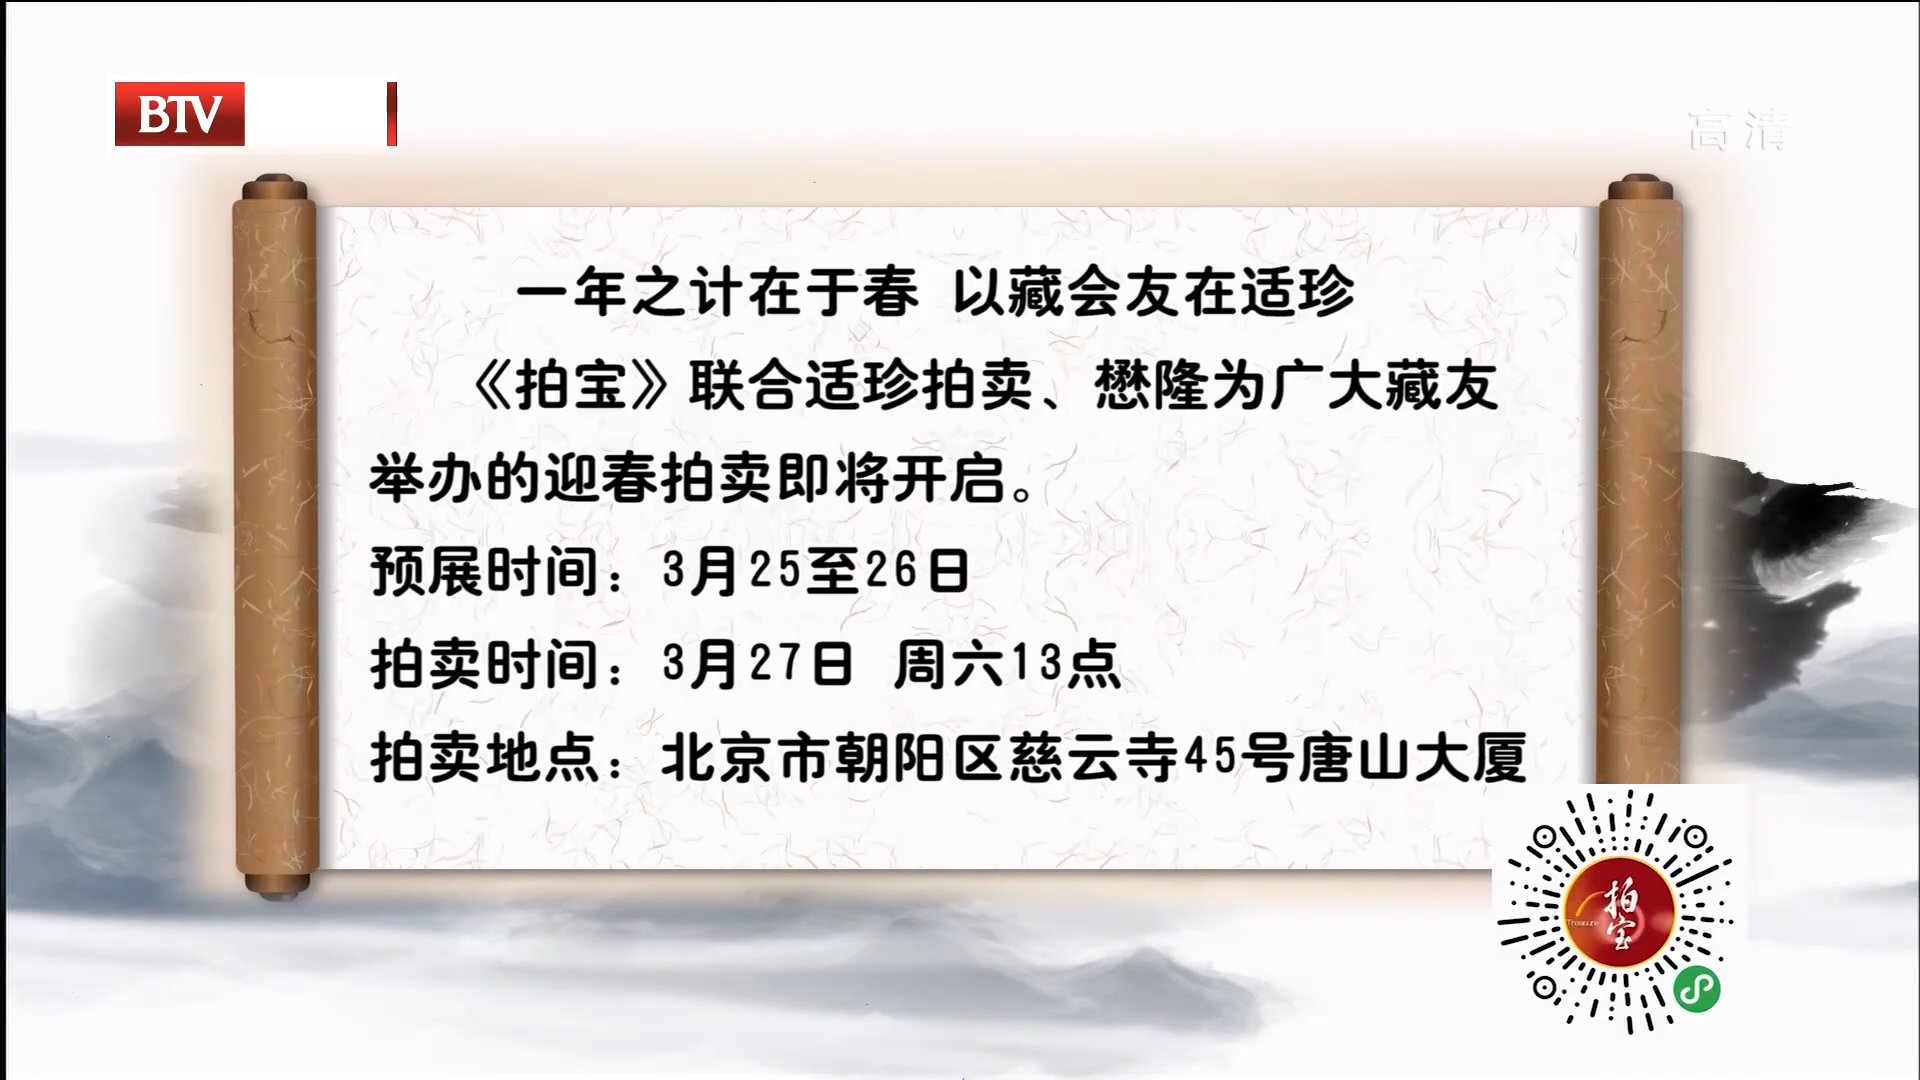 BTV
高清
一年之计在于春 以藏会友在适珍
《拍宝》联合适珍拍卖、懋隆为广大藏友
举办的迎春拍卖即将开启。
预展时间：3月25至26日
拍卖时间：3月27日 周六13点
拍卖地点：北京市朝阳区慈云寺45号唐山大厦
拍宝
Treasure